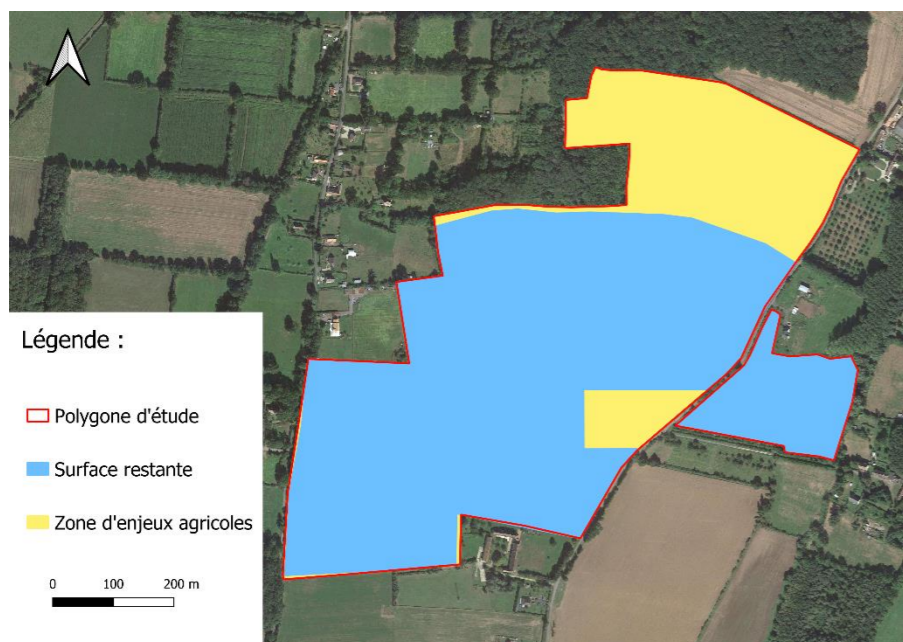 Légende :
Polygone d'étude
Surface restante
Zone d'enjeux agricoles
0 100 200 m